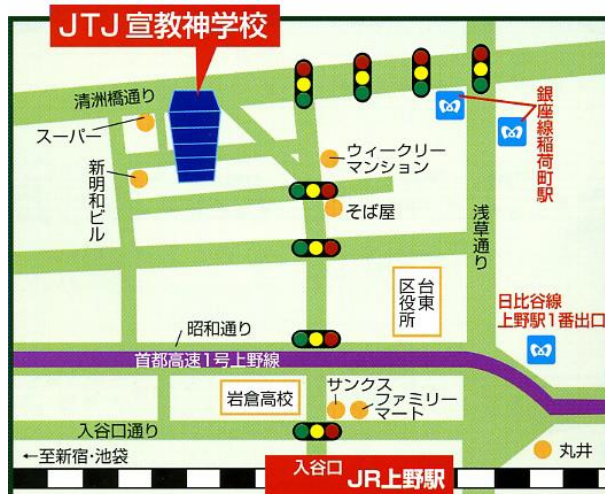 JTJ宣教神学校
清洲橋通り
スーパー
新明和ビル
ウィークリー
マンション
そば屋
銀座線稲荷町駅
浅草通り
台東
区役所
日比谷線
上野駅1番出口
昭和通り
首都高速1号上野線
岩倉高校
サンクス
ファミリー
マート
入谷口通り
←至新宿・池袋
入谷口
JR上野駅
丸井